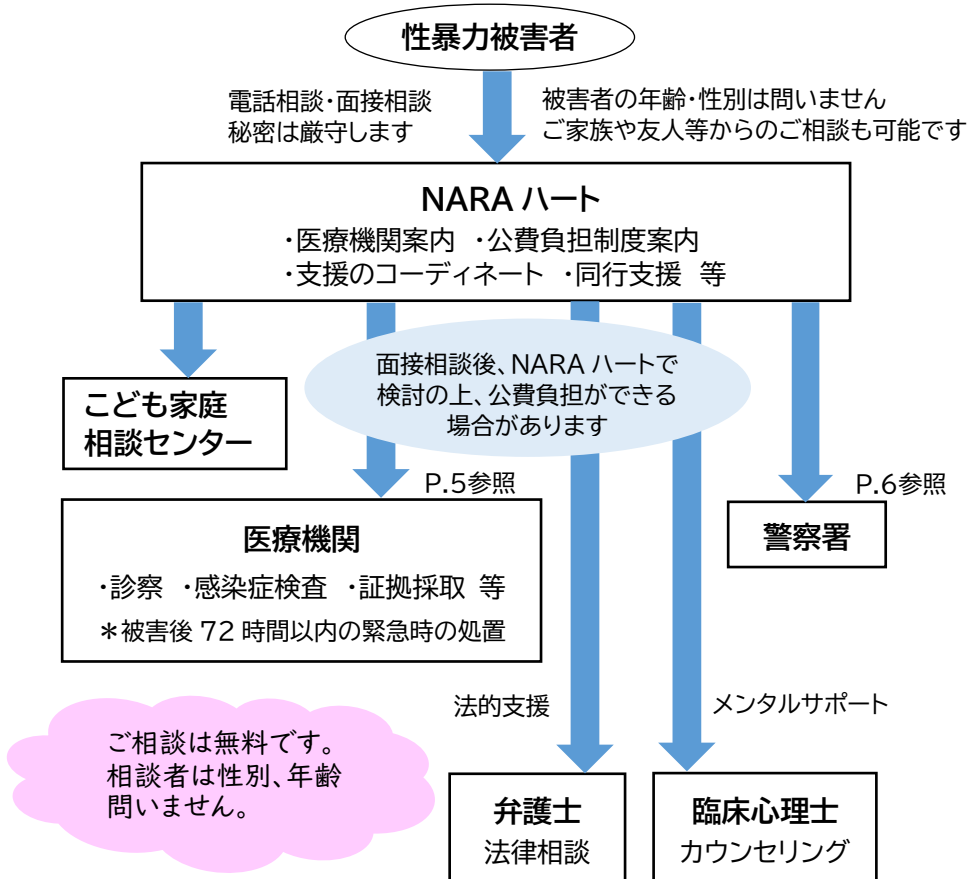 性暴力被害者
電話相談・面接相談
秘密は厳守します
被害者の年齢・性別は問いません
ご家族や友人等からのご相談も可能です
NARA ハート
・医療機関案内 ・公費負担制度案内
・支援のコーディネート ・同行支援 等
面接相談後、NARA ハートで
検討の上、公費負担ができる
場合があります
こども家庭
相談センター
P.5参照
P.6参照
医療機関
・診察 ・感染症検査 ・証拠採取 等
＊被害後 72 時間以内の緊急時の処置
警察署
法的支援
メンタルサポート
ご相談は無料です。
相談者は性別、年齢
問いません。
弁護士
法律相談
臨床心理士
カウンセリング